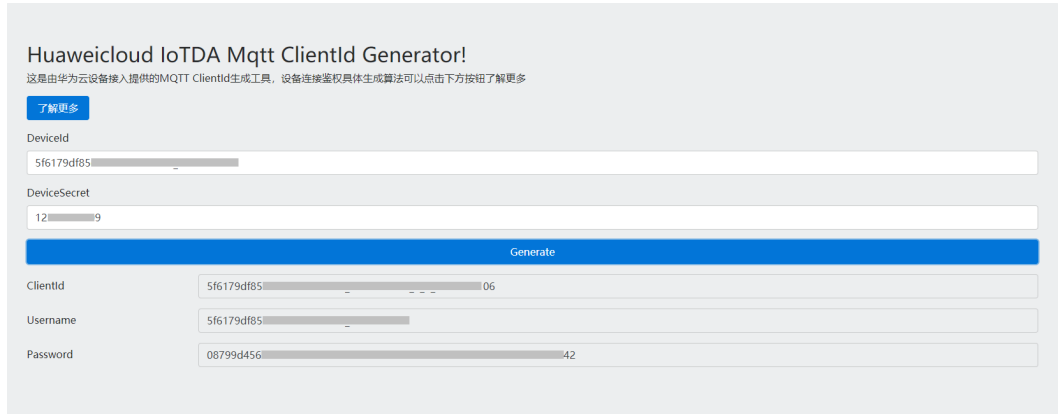 Huaweicloud IoTDA Mqtt ClientId Generator!
这是由华为云设备接入提供的MQTT ClientId生成工具，设备连接鉴权具体生成算法可以点击下方按钮了解更多
了解更多
DeviceId
5f6179df85 _
DeviceSecret
12 9
Generate
ClientId 5f6179df85 _ _ _ _ 06
Username 5f6179df85 _
Password 08799d456 42